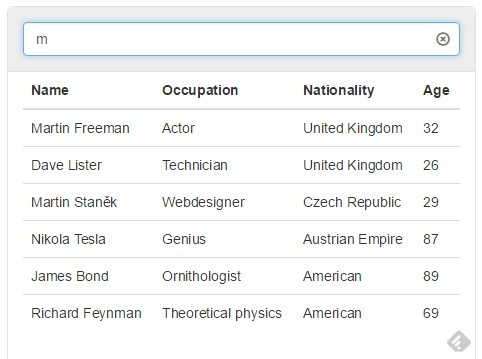 m
Name Occupation Nationality Age
Martin Freeman Actor United Kingdom 32
Dave Lister Technician United Kingdom 26
Martin Staněk Webdesigner Czech Republic 29
Nikola Tesla Genius Austrian Empire 87
James Bond Ornithologist American 89
Richard Feynman Theoretical physics American 69